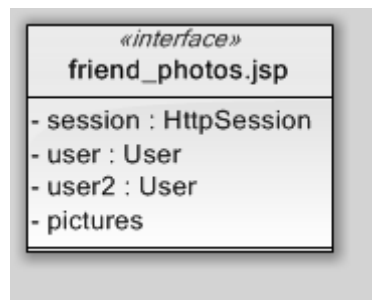 «interface»
friend_photos.jsp
- session : HttpSession
- user : User
- user2 : User
- pictures